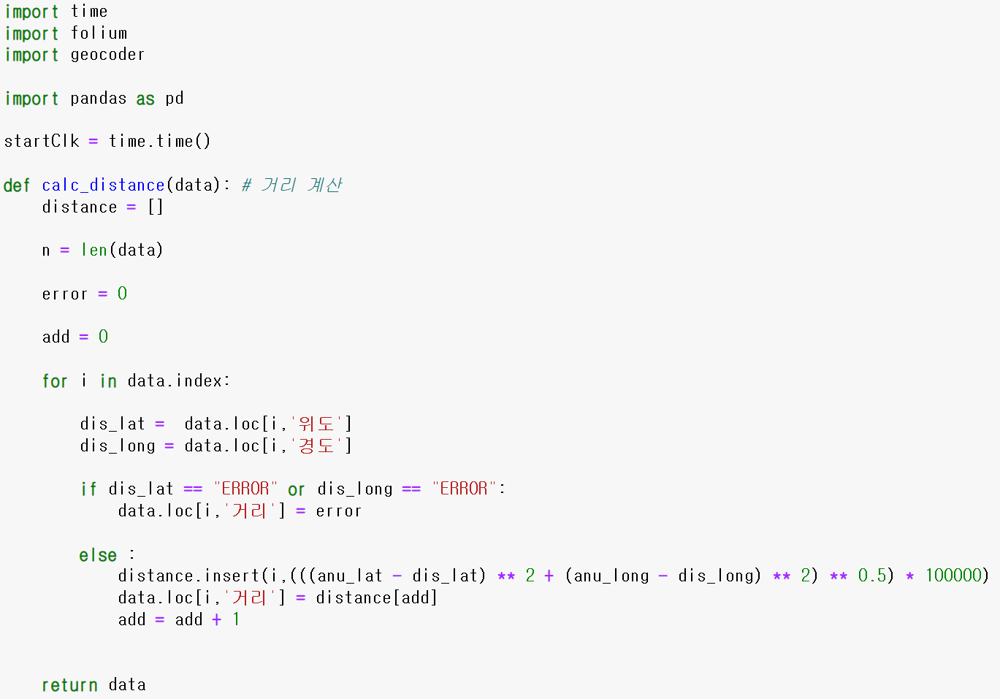 import time
import folium
import geocoder
import pandas as pd
startClk = time.time()
def calc_distance(data): # 거리 계산
    distance = []
    n = len(data)
    error = 0
    add = 0
    for i in data.index:
        dis_lat =  data.loc[i,'위도']
        dis_long = data.loc[i,'경도']
        if dis_lat == "ERROR" or dis_long == "ERROR":
            data.loc[i,'거리'] = error
        else :
            distance.insert(i,(((anu_lat - dis_lat) ** 2 + (anu_long - dis_long) ** 2) ** 0.5) * 100000)
            data.loc[i,'거리'] = distance[add]
            add = add + 1
    return data